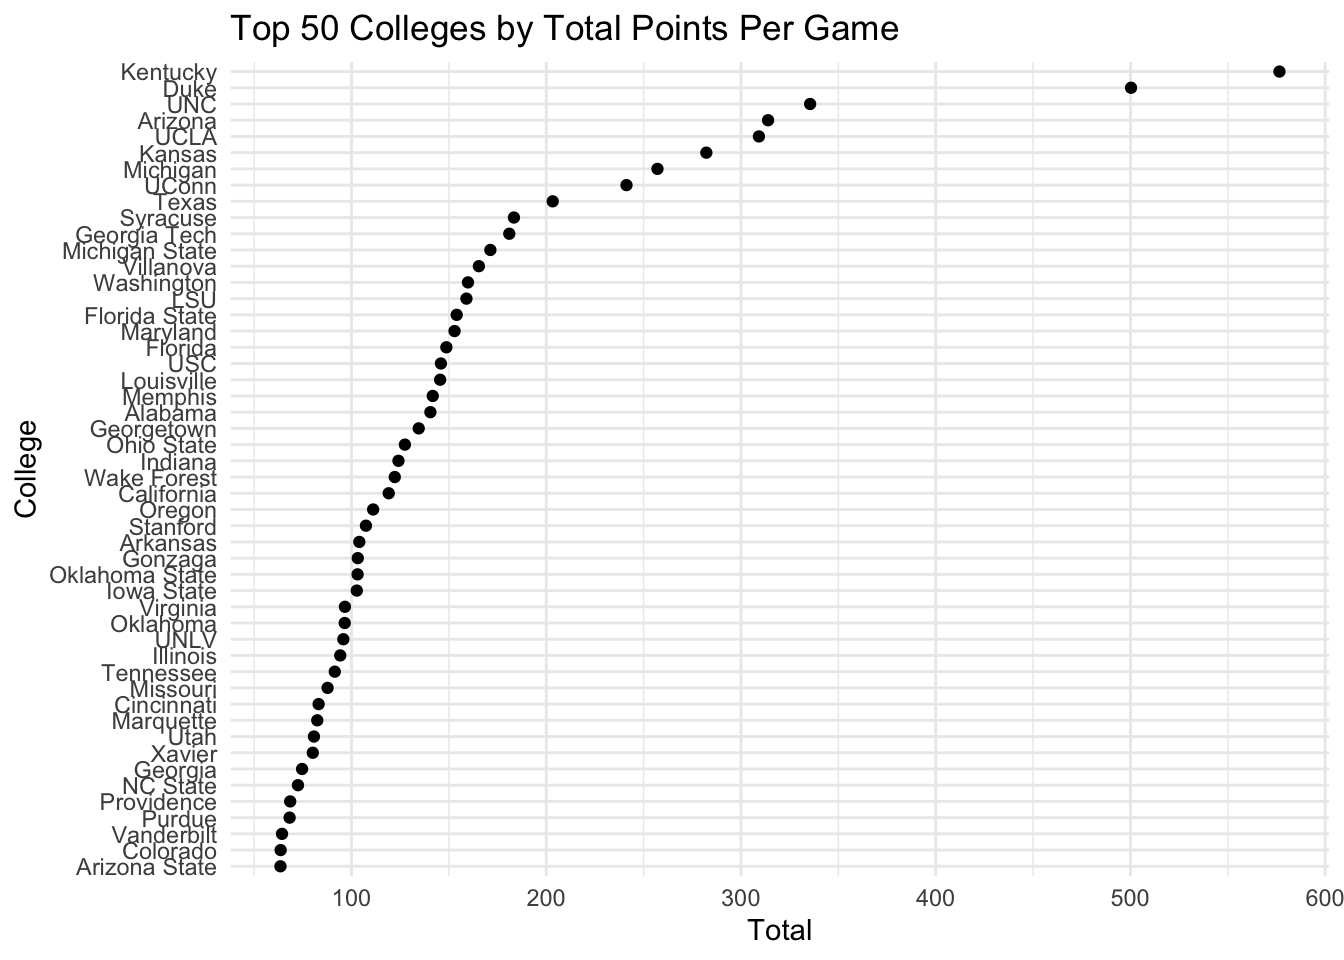 Top 50 Colleges by Total Points Per Game
Kentucky
Duke
UNC
Arizona
UCLA
Kansas
Michigan
UConn
Texas
Syracuse
Georgia Tech
Michigan State
Villanova
Washington
LSU
Florida State
Maryland
Florida
USC
Louisville
Memphis
Alabama
Georgetown
Ohio State
Indiana
Wake Forest
California
Oregon
Stanford
Arkansas
Gonzaga
Oklahoma State
Iowa State
Virginia
Oklahoma
UNLV
Illinois
Tennessee
Missouri
Cincinnati
Marquette
Utah
Xavier
Georgia
NC State
Providence
Purdue
Vanderbilt
Colorado
Arizona State
College
100 200 300 400 500 600
Total